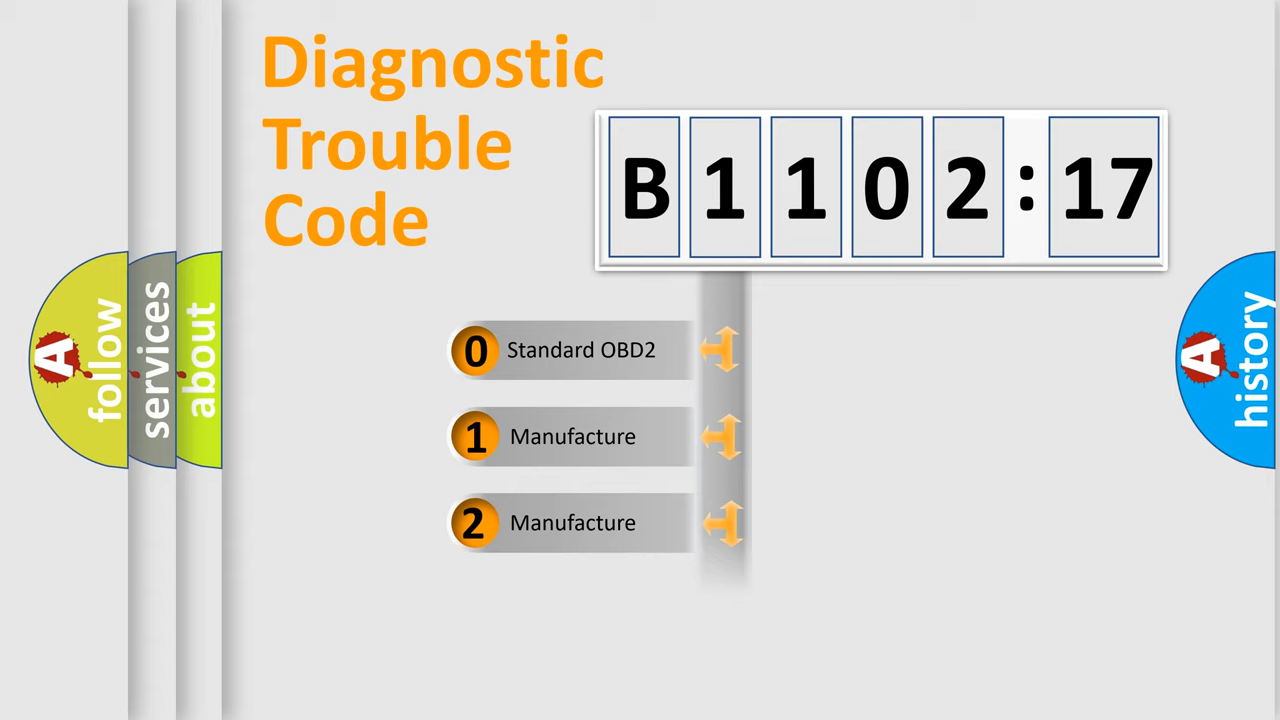 Diagnostic
Trouble
Code
B 1 1 0 2 : 17
0 Standard OBD2
1 Manufacture
2 Manufacture
A follow
services
about
A history